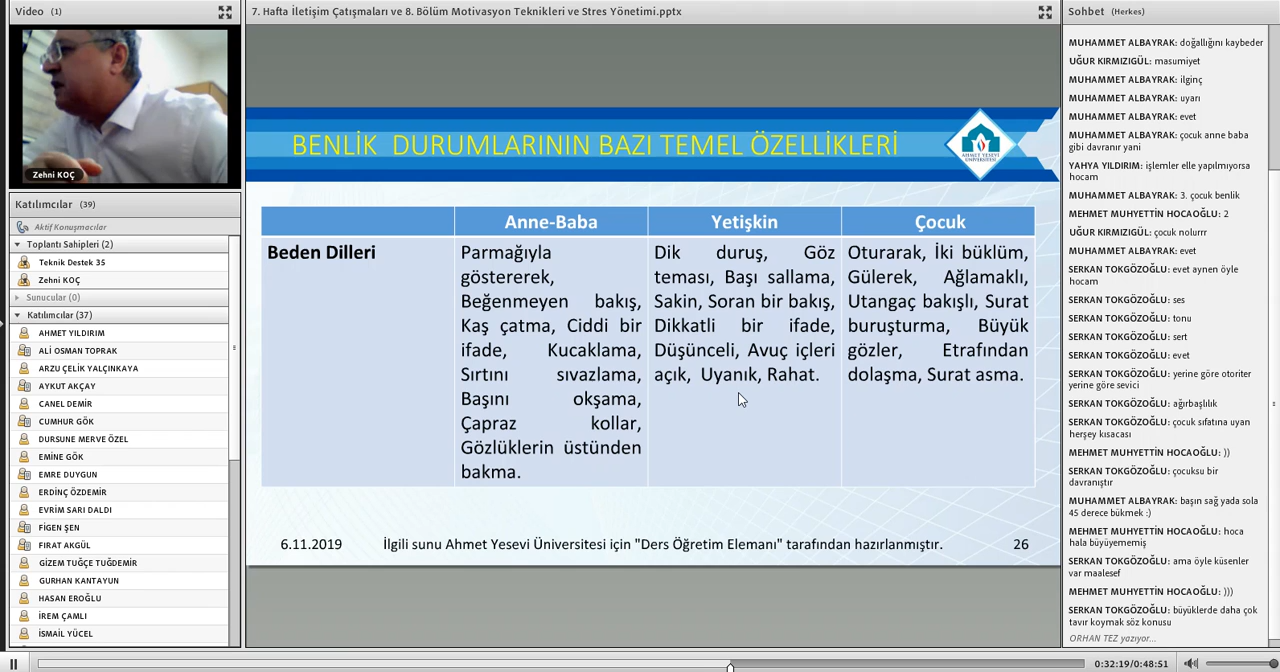 Video (1)
Zehni KOÇ
Katılımcılar (39)
Aktif Konuşmacılar
Toplantı Sahipleri (2)
Teknik Destek 35
Zehni KOÇ
Sunucular (0)
Katılımcılar (37)
AHMET YILDIRIM
ALİ OSMAN TOPRAK
ARZU ÇELİK YALÇINKAYA
AYKUT AKÇAY
CANEL DEMİR
CUMHUR GÖK
DURSUNE MERVE ÖZEL
EMİNE GÖK
EMRE DUYGUN
ERDİNÇ ÖZDEMİR
EVRİM SARI DALDI
FİGEN ŞEN
FIRAT AKGÜL
GİZEM TUĞÇE TUĞDEMİR
GURHAN KANTAYUN
HASAN EROĞLU
İREM ÇAMLI
İSMAİL YÜCEL
7. Hafta İletişim Çatışmaları ve 8. Bölüm Motivasyon Teknikleri ve Stres Yönetimi.pptx
BENLİK DURUMLARININ BAZI TEMEL ÖZELLİKLERİ
AHMET YESEVİ
ÜNİVERSİTESİ
Anne-Baba
Yetişkin
Çocuk
Beden Dilleri
Parmağıyla
göstererek,
Beğenmeyen bakış,
Kaş çatma, Ciddi bir
ifade, Kucaklama,
Sırtını sıvazlama,
Başını okşama,
Çapraz kollar,
Gözlüklerin üstünden
bakma.
Dik duruş, Göz
teması, Başı sallama,
Sakin, Soran bir bakış,
Dikkatli bir ifade,
Düşünceli, Avuç içleri
açık, Uyanık, Rahat.
Oturarak, İki büklüm,
Gülerek, Ağlamaklı,
Utangaç bakışlı, Surat
buruşturma, Büyük
gözler, Etrafından
dolaşma, Surat asma.
6.11.2019
İlgili sunu Ahmet Yesevi Üniversitesi için "Ders Öğretim Elemanı" tarafından hazırlanmıştır.
26
Sohbet (Herkes)
MUHAMMET ALBAYRAK: doğallığını kaybeder
UĞUR KIRMIZIGÜL: masumiyet
MUHAMMET ALBAYRAK: ilginç
MUHAMMET ALBAYRAK: uyarı
MUHAMMET ALBAYRAK: evet
MUHAMMET ALBAYRAK: çocuk anne baba
gibi davranır yani
YAHYA YILDIRIM: işlemler elle yapılmıyorsa
hocam
MUHAMMET ALBAYRAK: 3. çocuk benlik
MEHMET MUHYETTİN HOCAOĞLU: 2
UĞUR KIRMIZIGÜL: çocuk nolurrr
MUHAMMET ALBAYRAK: evet
SERKAN TOKGÖZOĞLU: evet aynen öyle
hocam
SERKAN TOKGÖZOĞLU: ses
SERKAN TOKGÖZOĞLU: tonu
SERKAN TOKGÖZOĞLU: sert
SERKAN TOKGÖZOĞLU: evet
SERKAN TOKGÖZOĞLU: yerine göre otoriter
yerine göre sevici
SERKAN TOKGÖZOĞLU: ağırbaşlılık
SERKAN TOKGÖZOĞLU: çocuk sıfatına uyan
herşey kısacası
MEHMET MUHYETTİN HOCAOĞLU: ))
SERKAN TOKGÖZOĞLU: çocuksu bir
davranıştır
MUHAMMET ALBAYRAK: başın sağ yada sola
45 derece bükmek :)
MEHMET MUHYETTİN HOCAOĞLU: hoca
hala büyüyememiş
SERKAN TOKGÖZOĞLU: ama öyle küsenler
var maalesef
MEHMET MUHYETTİN HOCAOĞLU: )))
SERKAN TOKGÖZOĞLU: büyüklerde daha çok
tavır koymak söz konusu
ORHAN TEZ yazıyor...
0:32:19/0:48:51